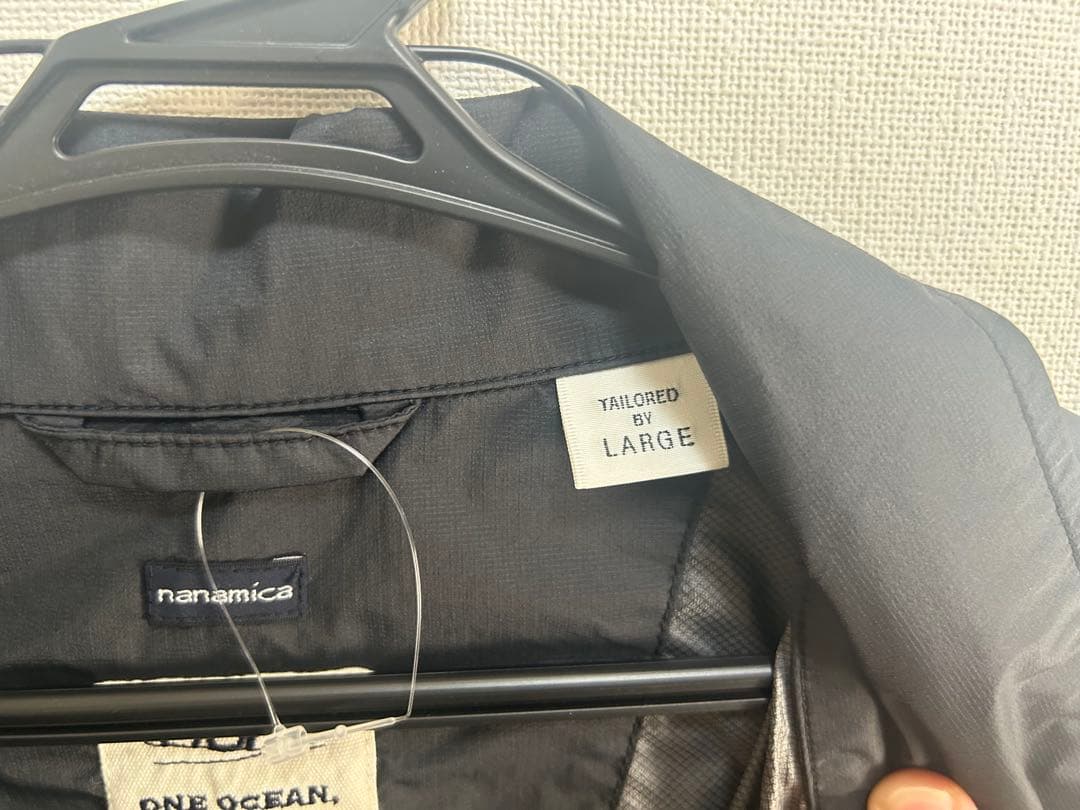 TAILORED
BY
LARGE
nanamica
ONE OCEAN,